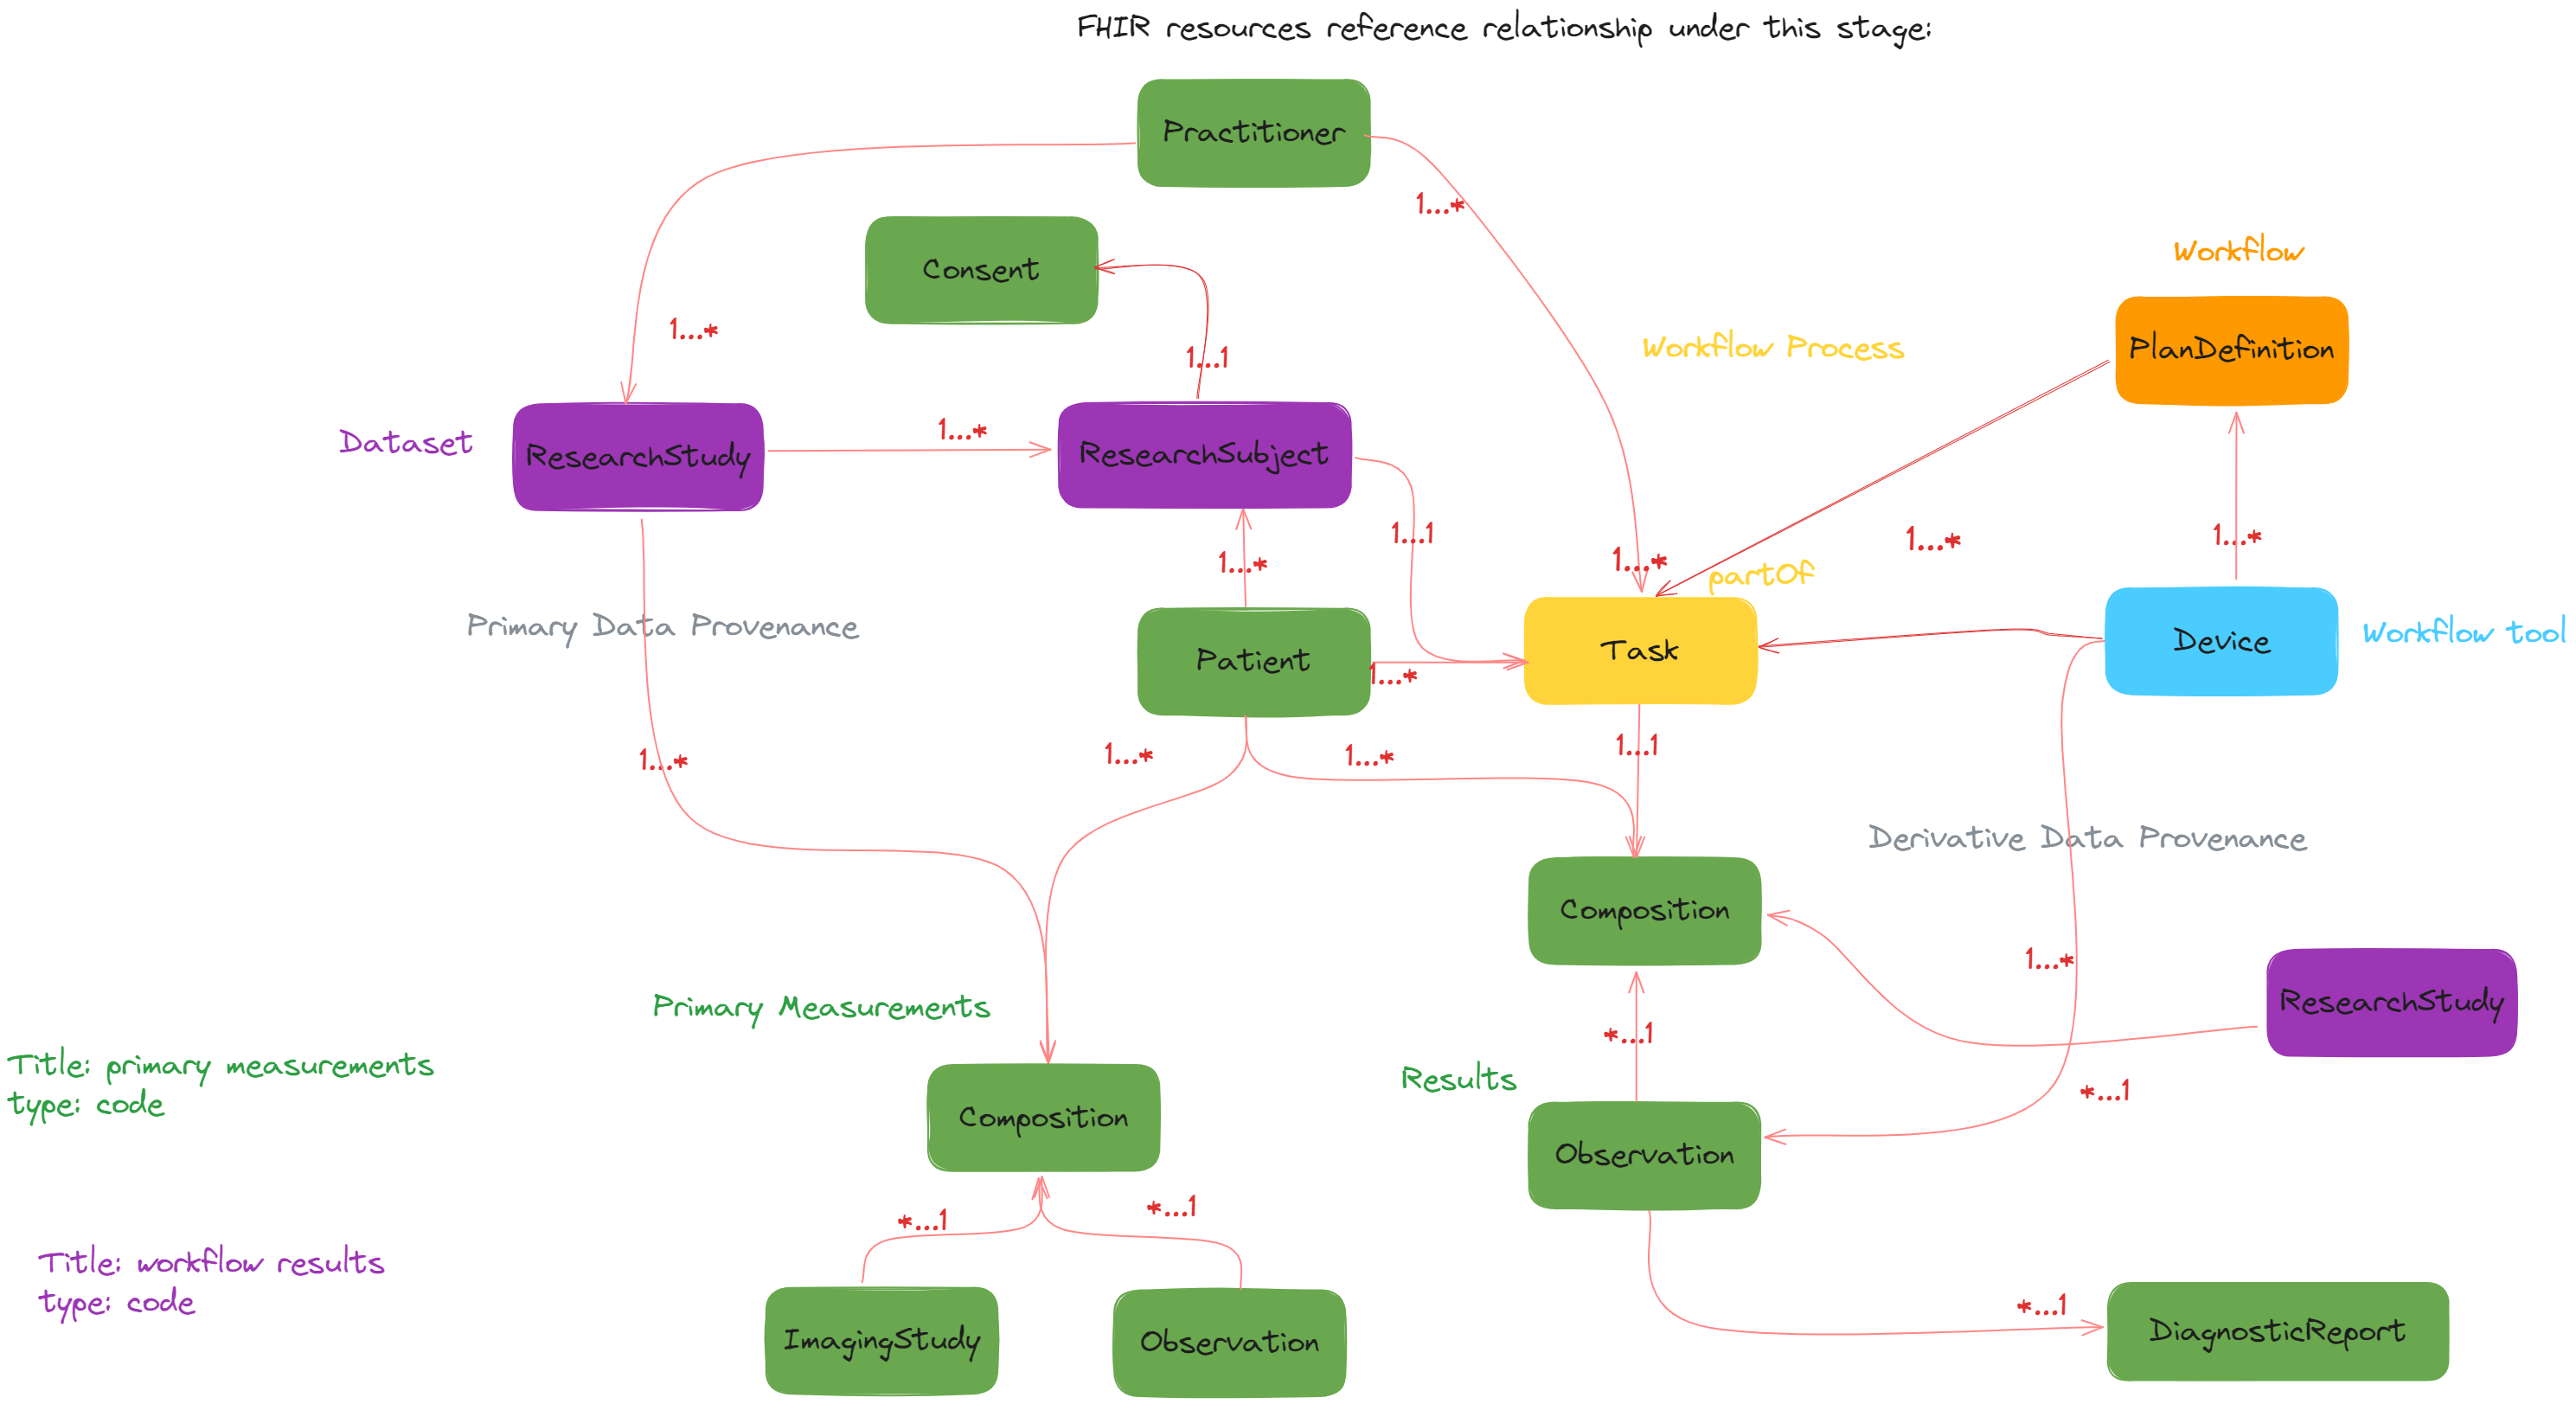 FHIR resources reference relationship under this stage:
Practitioner
1...*
Consent
Workflow
1...*
1...1
Workflow Process
PlanDefinition
Dataset
ResearchStudy
1...*
ResearchSubject
1...*
1...1
1...*
1...*
1...*
partOf
Primary Data Provenance
Patient
1...*
Task
Device
Workflow tool
1...*
1...*
1...*
1...1
Derivative Data Provenance
Composition
1...*
Primary Measurements
*...1
ResearchStudy
Title: primary measurements
type: code
Results
*...1
Composition
Observation
*...1
*...1
Title: workflow results
type: code
*...1
ImagingStudy
Observation
DiagnosticReport